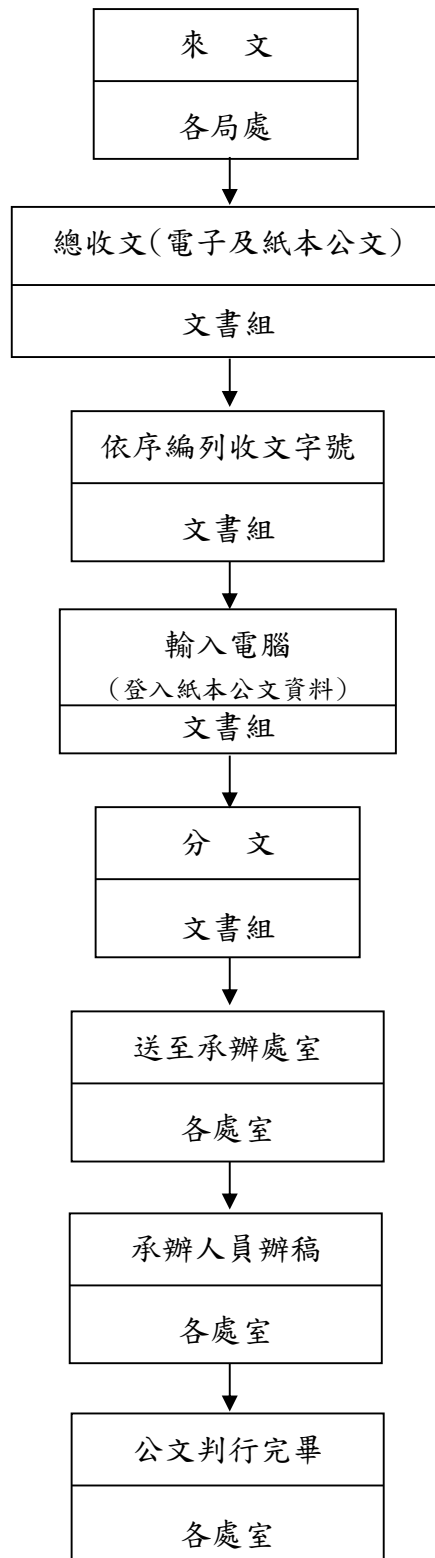 來　文
各局處
總收文(電子及紙本公文)
文書組
依序編列收文字號
文書組
輸入電腦
(登入紙本公文資料)
文書組
分　文
文書組
送至承辦處室
各處室
承辦人員辦稿
各處室
公文判行完畢
各處室